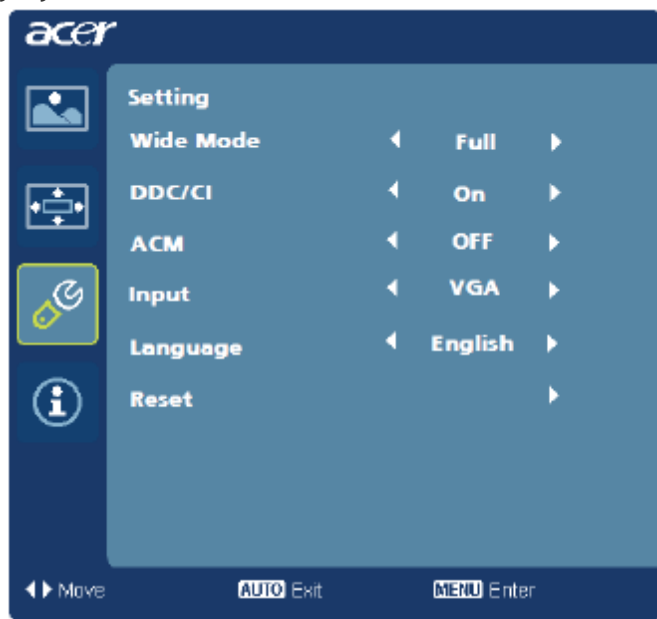 acer
Setting
Wide Mode Full
DDC/CI On
ACM OFF
Input VGA
Language English
Reset
Move AUTO Exit MENU Enter